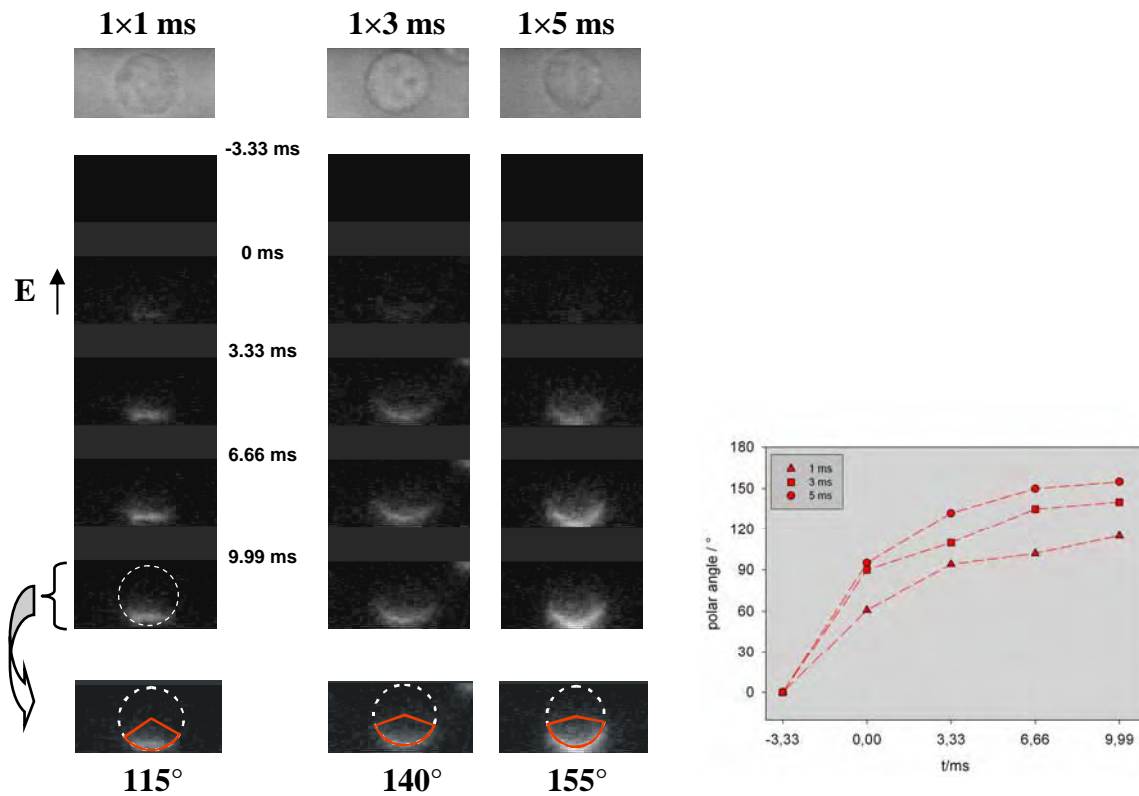 1×1 ms
1×3 ms
1×5 ms
-3.33 ms
0 ms
E
3.33 ms
6.66 ms
9.99 ms
115°
140°
155°
180
150
120
90
60
30
0
polar angle / °
1 ms
3 ms
5 ms
-3,33
0,00
3,33
6,66
9,99
t/ms